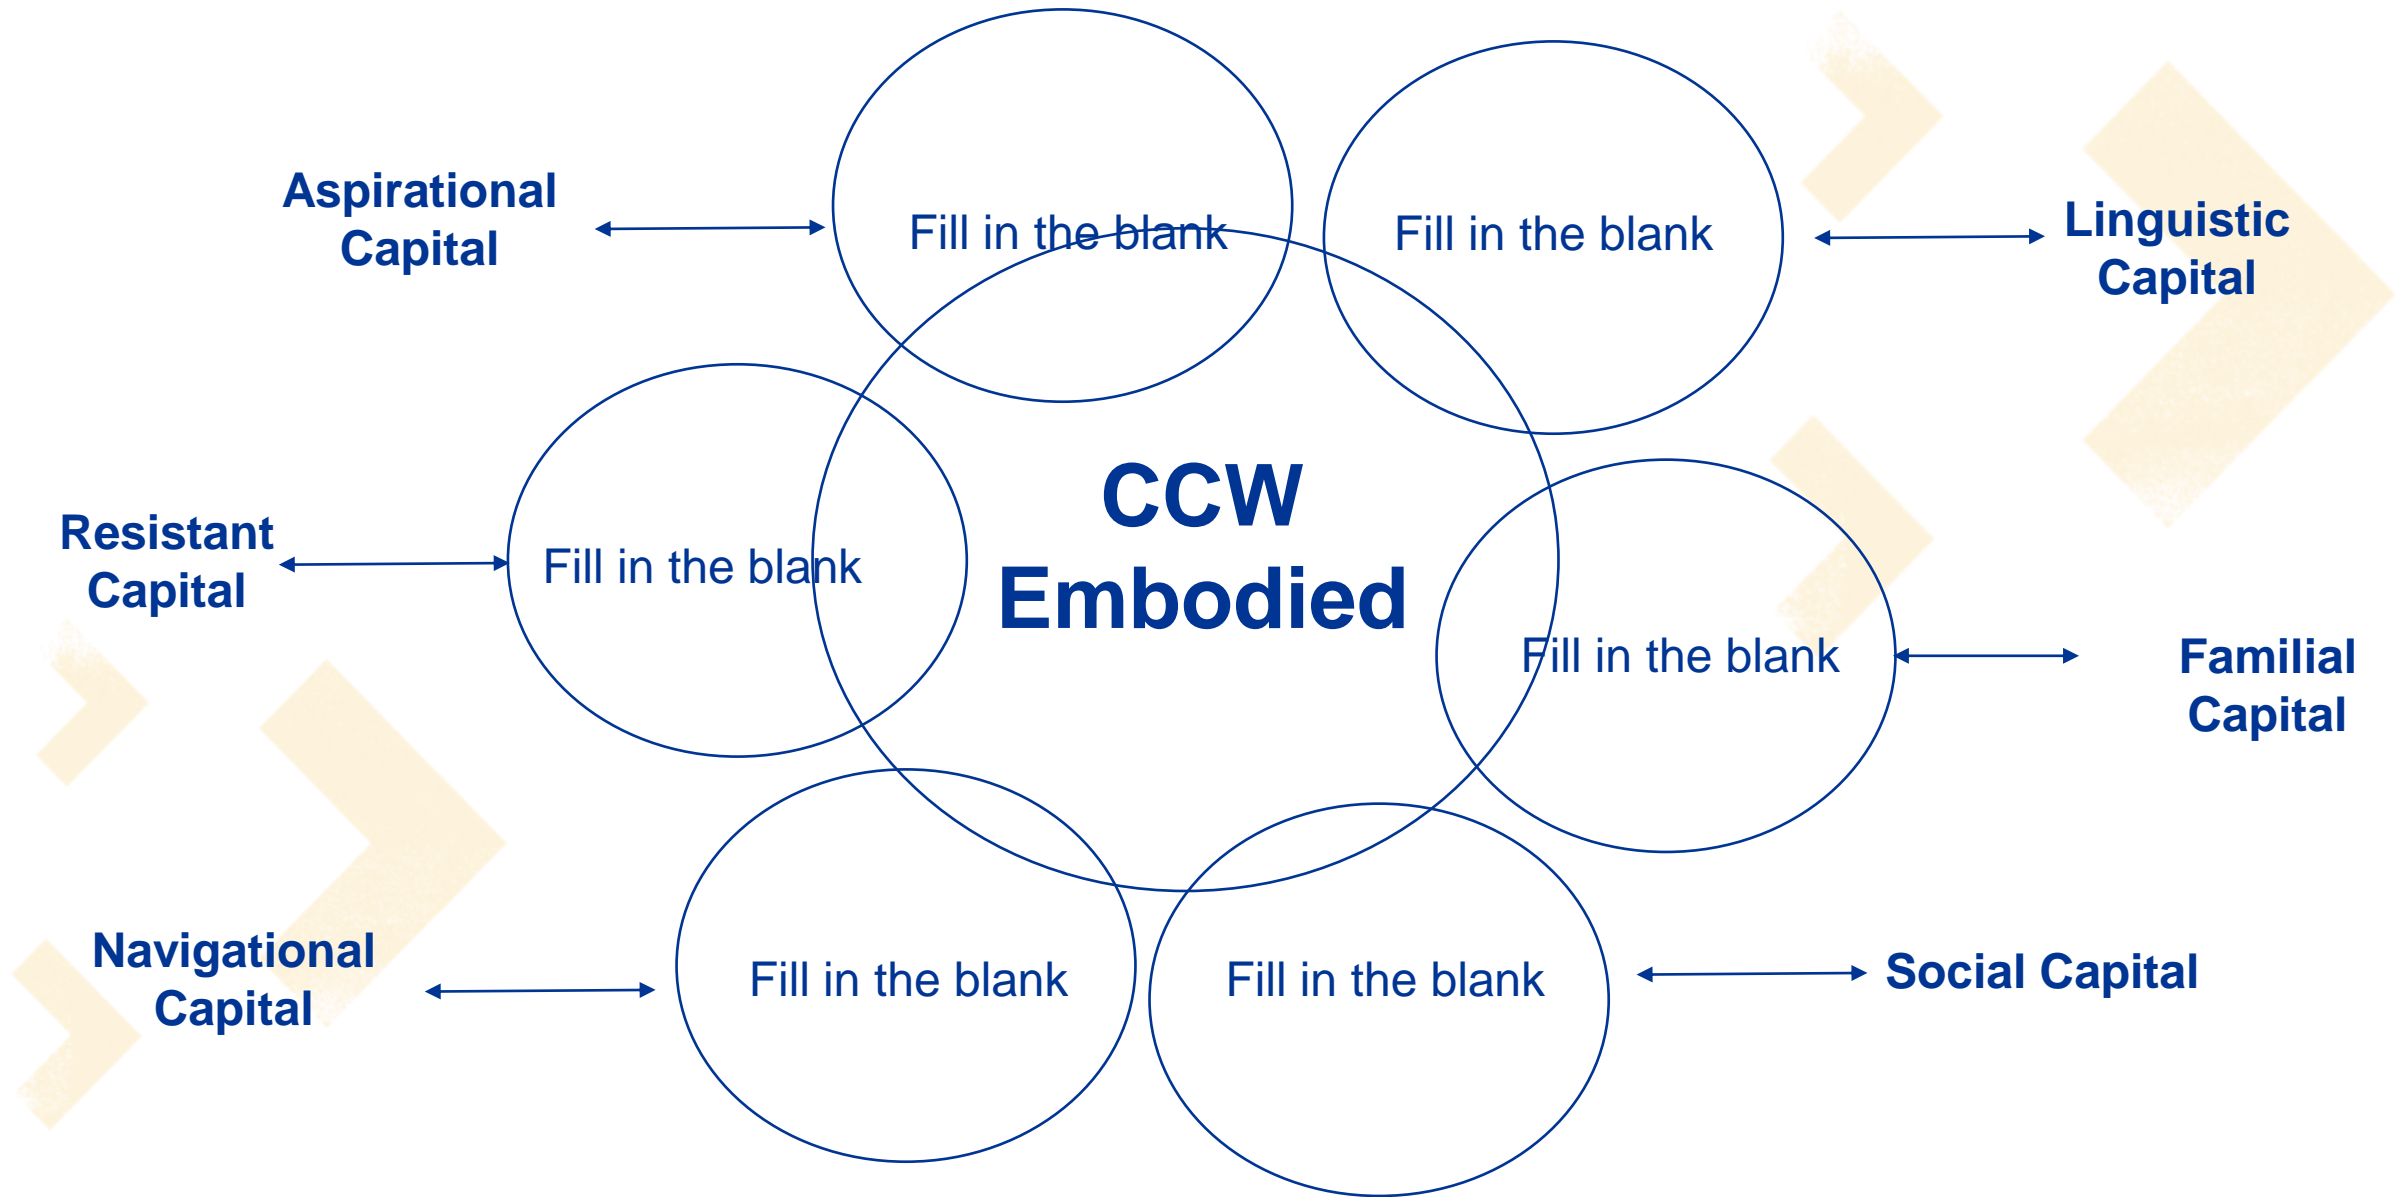 Aspirational
Capital
Fill in the blank
Fill in the blank
Linguistic
Capital
Resistant
Capital
Fill in the blank
CCW
Embodied
Fill in the blank
Familial
Capital
Navigational
Capital
Fill in the blank
Fill in the blank
Social Capital